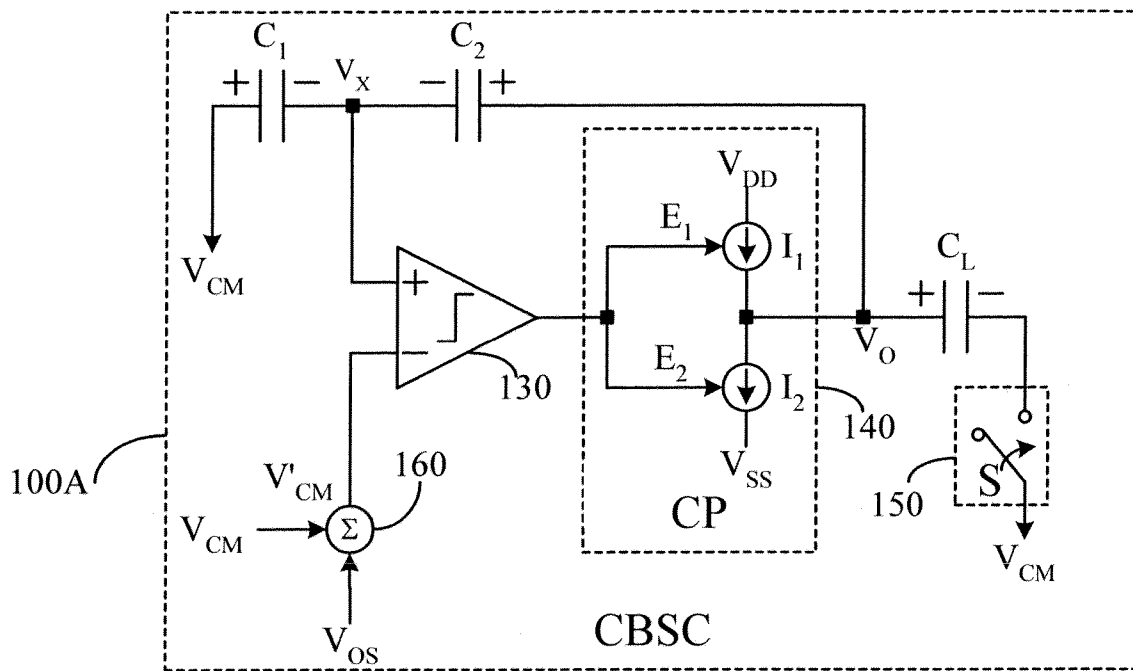 C1
C2
+ −
VX
− +
VDD
E1
I1
VCM
CL
+
+ −
VO
−
130
E2
I2
140
VSS
100A
V'CM
160
S
150
CP
VCM
Σ
VCM
VOS
CBSC